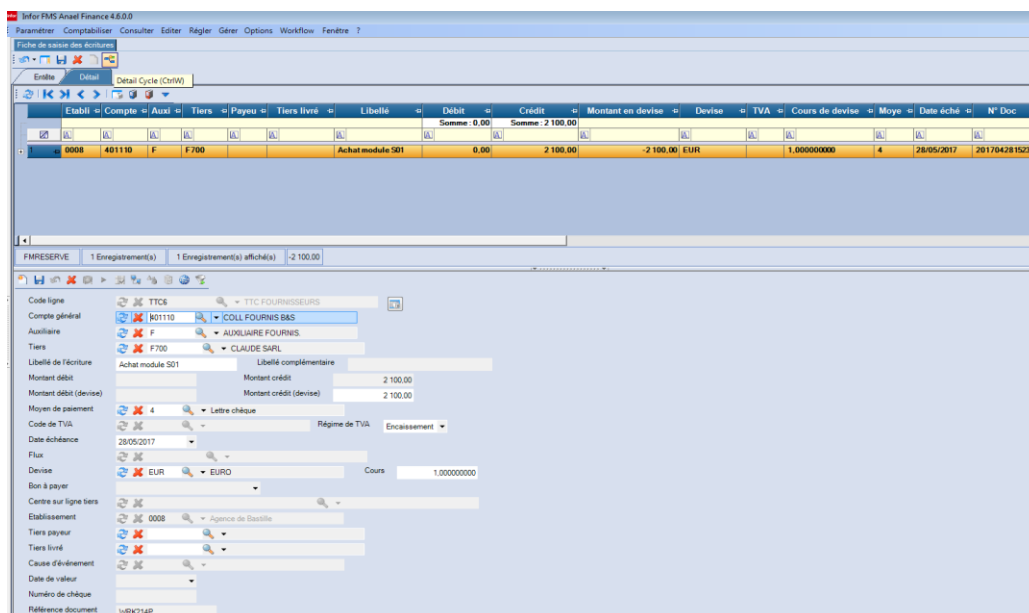 Infor FMS Anael Finance 4.6.0.0
Paramétrer Comptabiliser Consulter Editer Régler Gérer Options Workflow Fenêtre ?
Fiche de saisie des écritures
Entête Détail Détail Cycle (CtrlW)
Etabli Compte Auxi Tiers Payeu Tiers livré Libellé Débit Crédit Montant en devise Devise TVA Cours de devise Moye Date éché N° Doc
Somme : 0,00 Somme : 2 100,00
1 0008 401110 F F700 Achat module S01 0,00 2 100,00 -2 100,00 EUR 1,000000000 4 28/05/2017 20170428152
FMRESERVE 1 Enregistrement(s) 1 Enregistrement(s) affiché(s) -2 100,00
Code ligne TTC6 TTC FOURNISSEURS
Compte général 401110 COLL FOURNIS B&S
Auxiliaire F AUXILIAIRE FOURNIS.
Tiers F700 CLAUDE SARL
Libellé de l'écriture Achat module S01 Libellé complémentaire
Montant débit Montant crédit 2 100,00
Montant débit (devise) Montant crédit (devise) 2 100,00
Moyen de paiement 4 Lettre chèque
Code de TVA Régime de TVA Encaissement
Date échéance 28/05/2017
Flux
Devise EUR EURO Cours 1,000000000
Bon à payer
Centre sur ligne tiers
Etablissement 0008 Agence de Bastille
Tiers payeur
Tiers livré
Cause d'événement
Date de valeur
Numéro de chèque
Référence document WRK214P